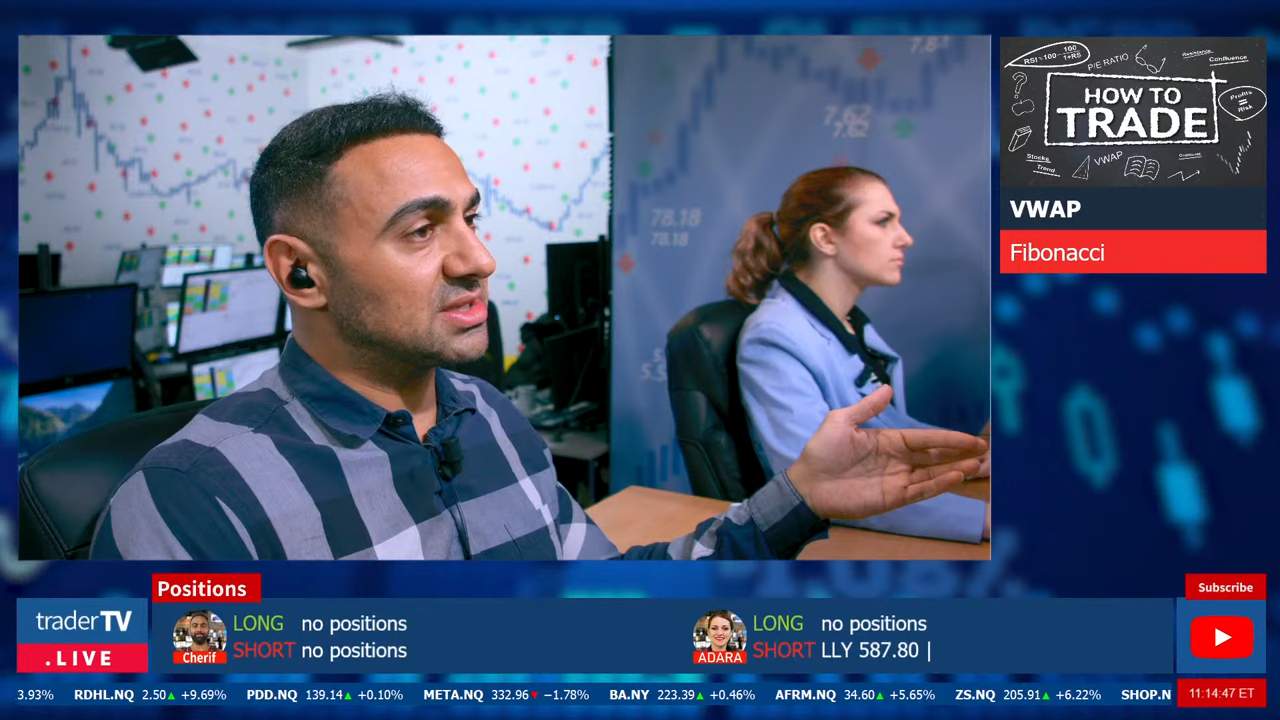 7.84
7.62
7.62
78.18
78.18
RSI=100-
100
1+RS
P/E RATIO
Resistance
Confluence
HOW TO
TRADE
Profits
=
Risk
Stocks
Trend
VWAP
VWAP
Fibonacci
Positions
Subscribe
traderTV
.LIVE
Cherif
LONG no positions
SHORT no positions
ADARA
LONG no positions
SHORT LLY 587.80 |
3.93% RDHL.NQ 2.50▲ +9.69% PDD.NQ 139.14▲ +0.10% META.NQ 332.96▼ −1.78% BA.NY 223.39▲ +0.46% AFRM.NQ 34.60▲ +5.65% ZS.NQ 205.91▲ +6.22% SHOP.N
11:14:47 ET